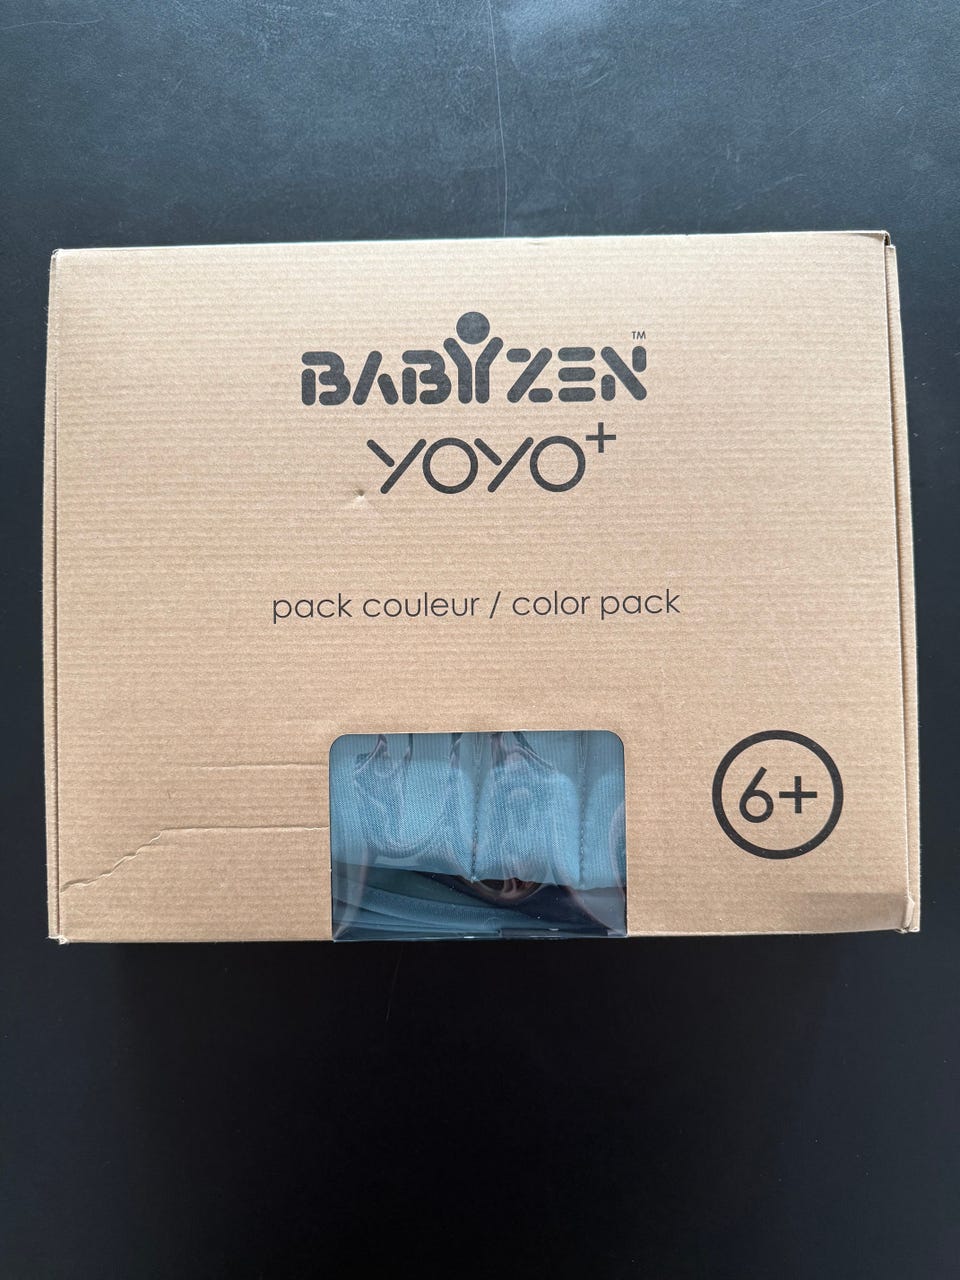 BABYZEN™
YOYO+
pack couleur / color pack
6+